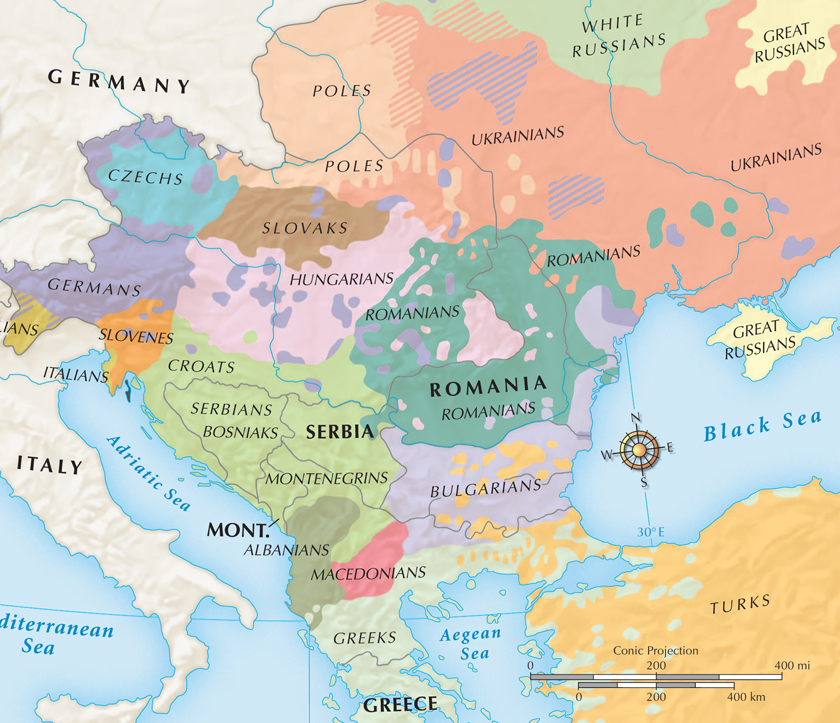 WHITE
RUSSIANS
GREAT
RUSSIANS
GERMANY
POLES
UKRAINIANS
POLES
UKRAINIANS
CZECHS
SLOVAKS
ROMANIANS
HUNGARIANS
GERMANS
ROMANIANS
LIANS
SLOVENES
GREAT
RUSSIANS
CROATS
ITALIANS
ROMANIA
SERBIANS
ROMANIANS
BOSNIAKS
SERBIA
Black Sea
N
W
E
S
ITALY
Adriatic Sea
MONTENEGRINS
BULGARIANS
MONT.
30°E
ALBANIANS
MACEDONIANS
TURKS
diterranean
Sea
GREEKS
Aegean
Sea
Conic Projection
0 200 400 mi
0 200 400 km
GREECE